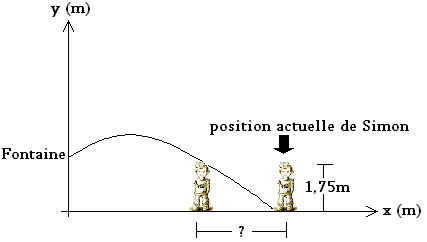 y (m)
position actuelle de Simon
Fontaine
1,75m
x (m)
?